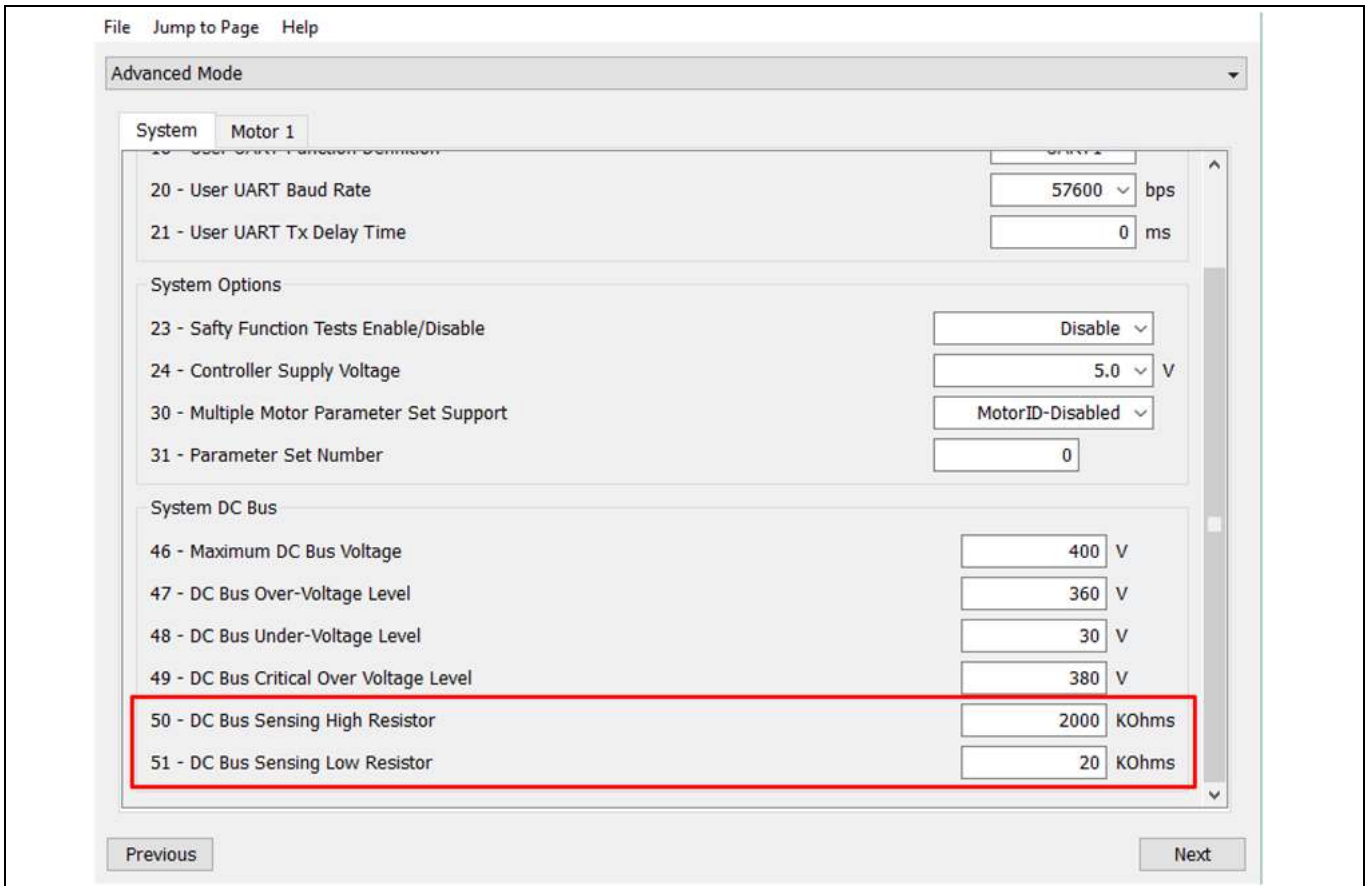 File Jump to Page Help
Advanced Mode
System Motor 1
20 - User UART Baud Rate 57600 bps
21 - User UART Tx Delay Time 0 ms
System Options
23 - Safty Function Tests Enable/Disable Disable
24 - Controller Supply Voltage 5.0 V
30 - Multiple Motor Parameter Set Support MotorID-Disabled
31 - Parameter Set Number 0
System DC Bus
46 - Maximum DC Bus Voltage 400 V
47 - DC Bus Over-Voltage Level 360 V
48 - DC Bus Under-Voltage Level 30 V
49 - DC Bus Critical Over Voltage Level 380 V
50 - DC Bus Sensing High Resistor 2000 KOhms
51 - DC Bus Sensing Low Resistor 20 KOhms
Previous Next